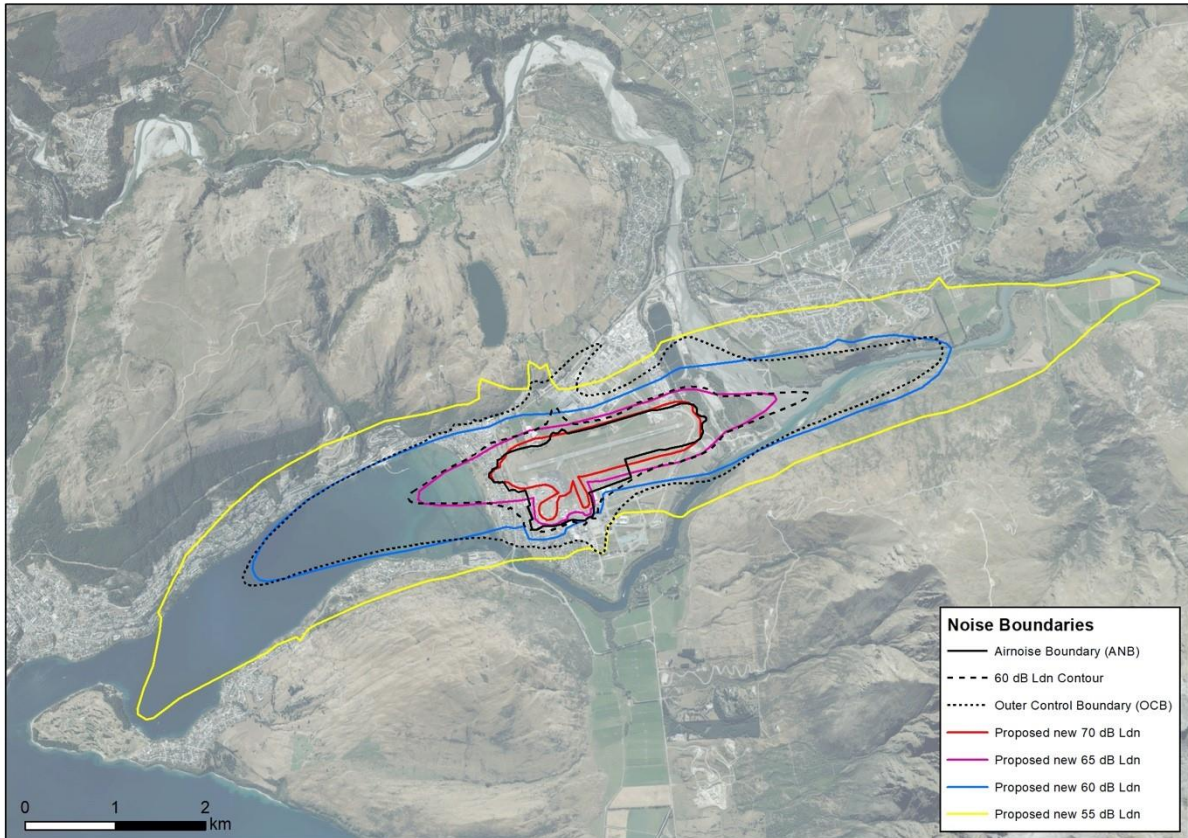 Noise Boundaries
Airnoise Boundary (ANB)
60 dB Ldn Contour
Outer Control Boundary (OCB)
Proposed new 70 dB Ldn
Proposed new 65 dB Ldn
Proposed new 60 dB Ldn
Proposed new 55 dB Ldn
0 1 2
km